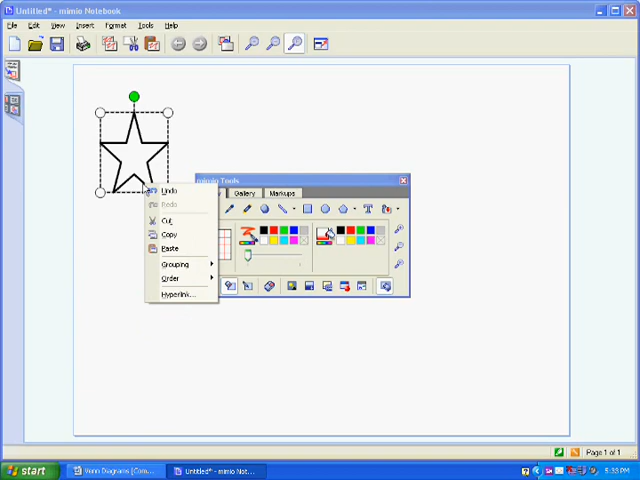 Untitled* - mimio Notebook
File Edit View Insert Format Tools Help
mimio Tools
Gallery Markups
Undo
Redo
Cut
Copy
Paste
Grouping
Order
Hyperlink...
Page 1 of 1
start Venn Diagrams (Com... Untitled* - mimio Not... 5:33 PM